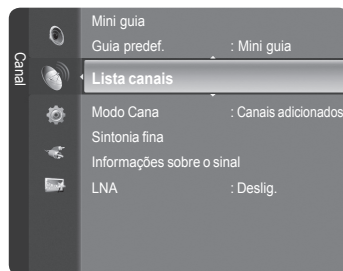 Canal
Mini guia
Guia predef. : Mini guia
Lista canais
Modo Cana : Canais adicionados
Sintonia fina
Informações sobre o sinal
LNA : Deslig.